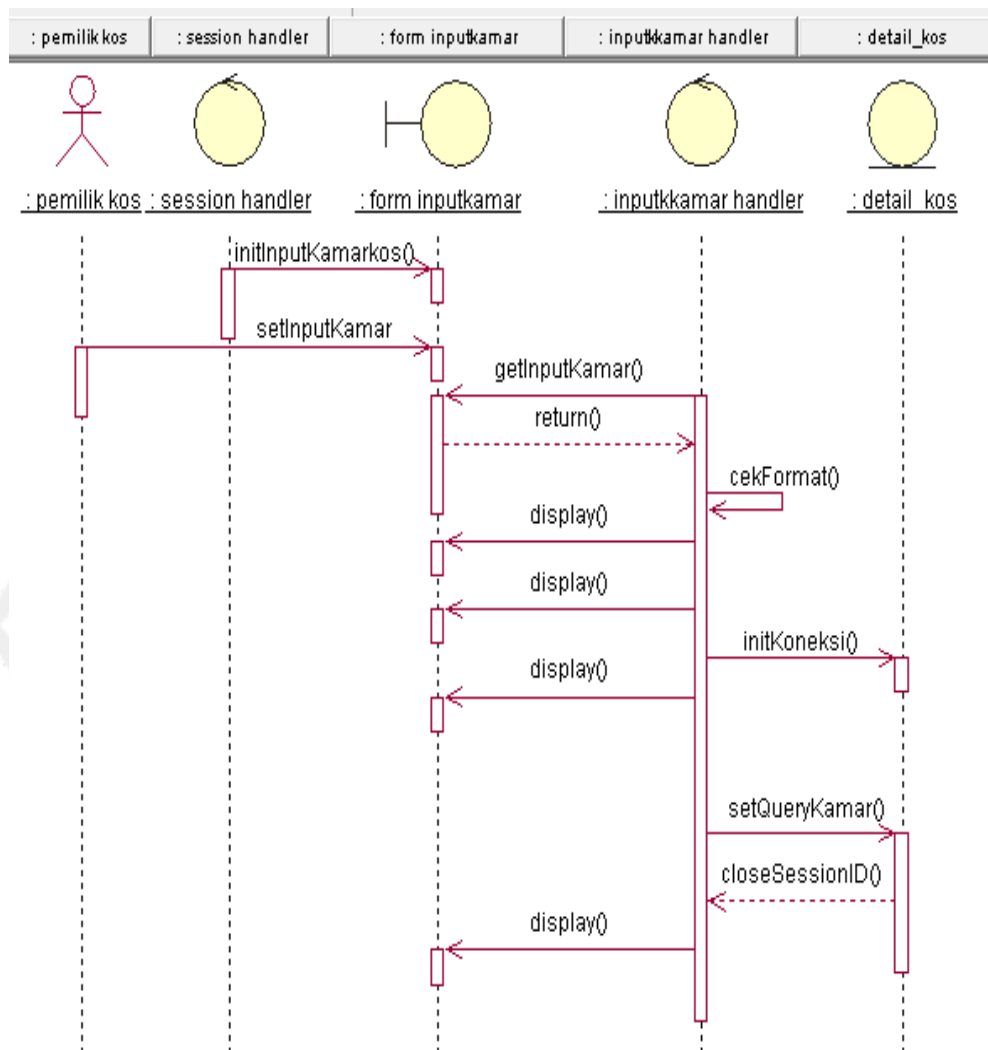 : pemilik kos
: session handler
: form inputkamar
: inputkkamar handler
: detail_kos
: pemilik kos
: session handler
: form inputkamar
: inputkkamar handler
: detail_kos
initInputKamarkos()
setInputKamar
getInputKamar()
return()
cekFormat()
display()
display()
initKoneksi()
display()
setQueryKamar()
closeSessionID()
display()